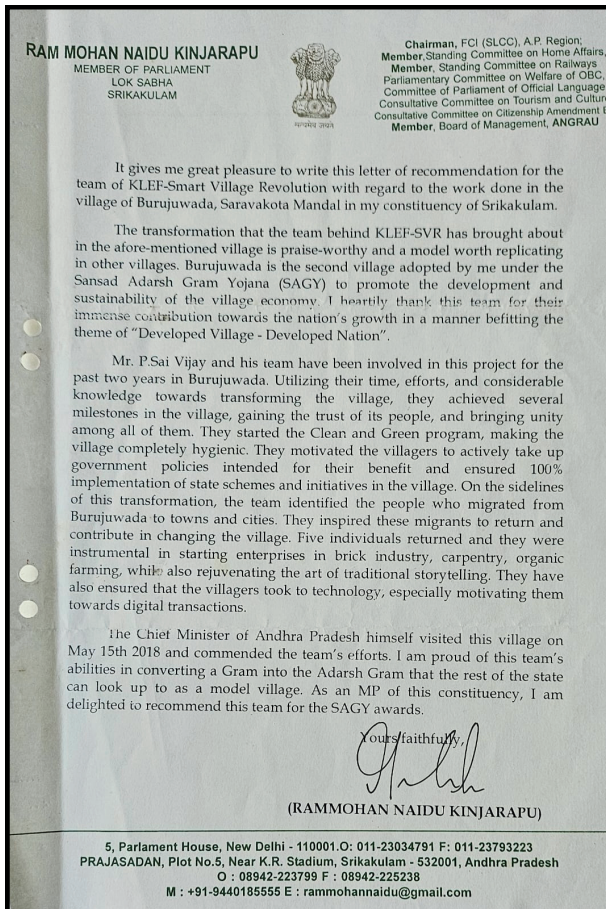 RAM MOHAN NAIDU KINJARAPU
MEMBER OF PARLIAMENT
LOK SABHA
SRIKAKULAM
सत्यमेव जयते
Chairman, FCI (SLCC), A.P. Region;
Member,Standing Committee on Home Affairs,
Member, Standing Committee on Railways
Parliamentary Committee on Welfare of OBC,
Committee of Parliament of Official Language
Consultative Committee on Tourism and Culture
Consultative Committee on Citizenship Amendment
Member, Board of Management, ANGRAU
It gives me great pleasure to write this letter of recommendation for the
team of KLEF-Smart Village Revolution with regard to the work done in the
village of Burujuwada, Saravakota Mandal in my constituency of Srikakulam.
The transformation that the team behind KLEF-SVR has brought about
in the afore-mentioned village is praise-worthy and a model worth replicating
in other villages. Burujuwada is the second village adopted by me under the
Sansad Adarsh Gram Yojana (SAGY) to promote the development and
sustainability of the village economy. I heartily thank this team for their
immense contribution towards the nation's growth in a manner befitting the
theme of "Developed Village - Developed Nation".
Mr. P.Sai Vijay and his team have been involved in this project for the
past two years in Burujuwada. Utilizing their time, efforts, and considerable
knowledge towards transforming the village, they achieved several
milestones in the village, gaining the trust of its people, and bringing unity
among all of them. They started the Clean and Green program, making the
village completely hygienic. They motivated the villagers to actively take up
government policies intended for their benefit and ensured 100%
implementation of state schemes and initiatives in the village. On the sidelines
of this transformation, the team identified the people who migrated from
Burujuwada to towns and cities. They inspired these migrants to return and
contribute in changing the village. Five individuals returned and they were
instrumental in starting enterprises in brick industry, carpentry, organic
farming, while also rejuvenating the art of traditional storytelling. They have
also ensured that the villagers took to technology, especially motivating them
towards digital transactions.
The Chief Minister of Andhra Pradesh himself visited this village on
May 15th 2018 and commended the team's efforts. I am proud of this team's
abilities in converting a Gram into the Adarsh Gram that the rest of the state
can look up to as a model village. As an MP of this constituency, I am
delighted to recommend this team for the SAGY awards.
Yours faithfully,
(RAMMOHAN NAIDU KINJARAPU)
5, Parlament House, New Delhi - 110001.O: 011-23034791 F: 011-23793223
PRAJASADAN, Plot No.5, Near K.R. Stadium, Srikakulam - 532001, Andhra Pradesh
O : 08942-223799 F : 08942-225238
M : +91-9440185555 E : rammohannaidu@gmail.com